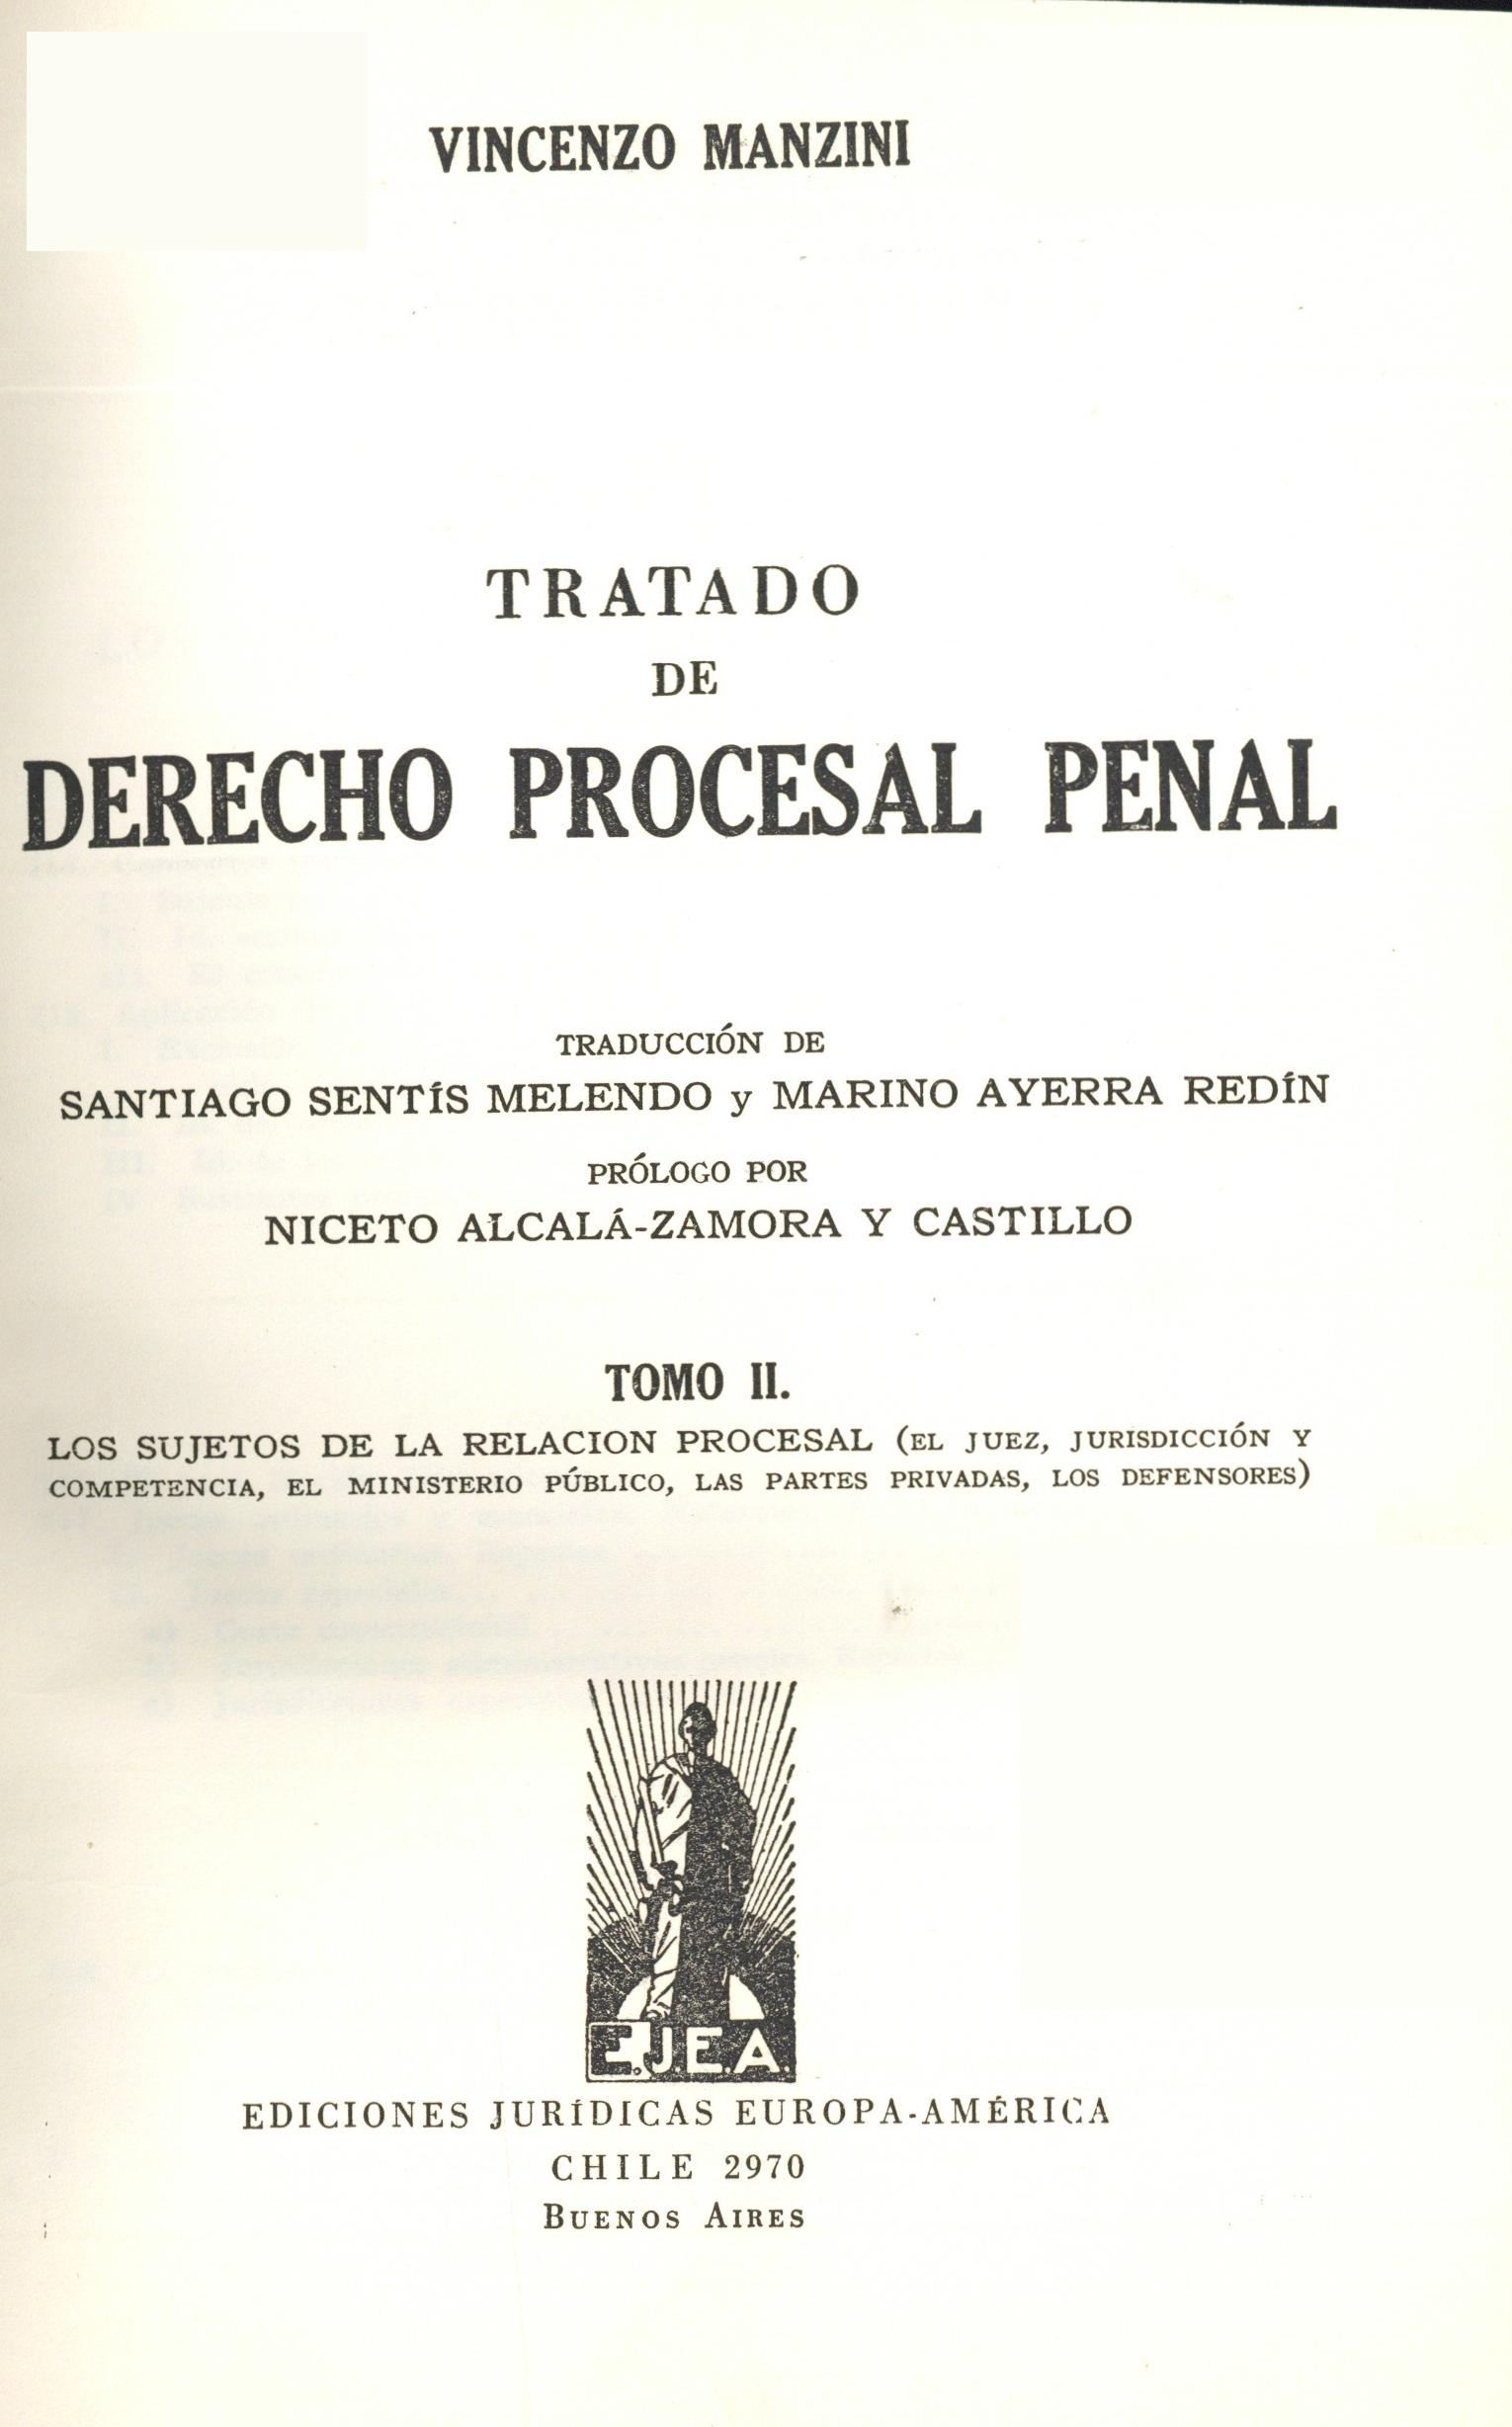 VINCENZO MANZINI
TRATADO
DE
DERECHO PROCESAL PENAL
TRADUCCIÓN DE
SANTIAGO SENTÍS MELENDO y MARINO AYERRA REDÍN
PRÓLOGO POR
NICETO ALCALÁ-ZAMORA Y CASTILLO
TOMO II.
LOS SUJETOS DE LA RELACION PROCESAL (EL JUEZ, JURISDICCIÓN Y
COMPETENCIA, EL MINISTERIO PÚBLICO, LAS PARTES PRIVADAS, LOS DEFENSORES)
E.J.E.A.
EDICIONES JURÍDICAS EUROPA-AMÉRICA
CHILE 2970
BUENOS AIRES